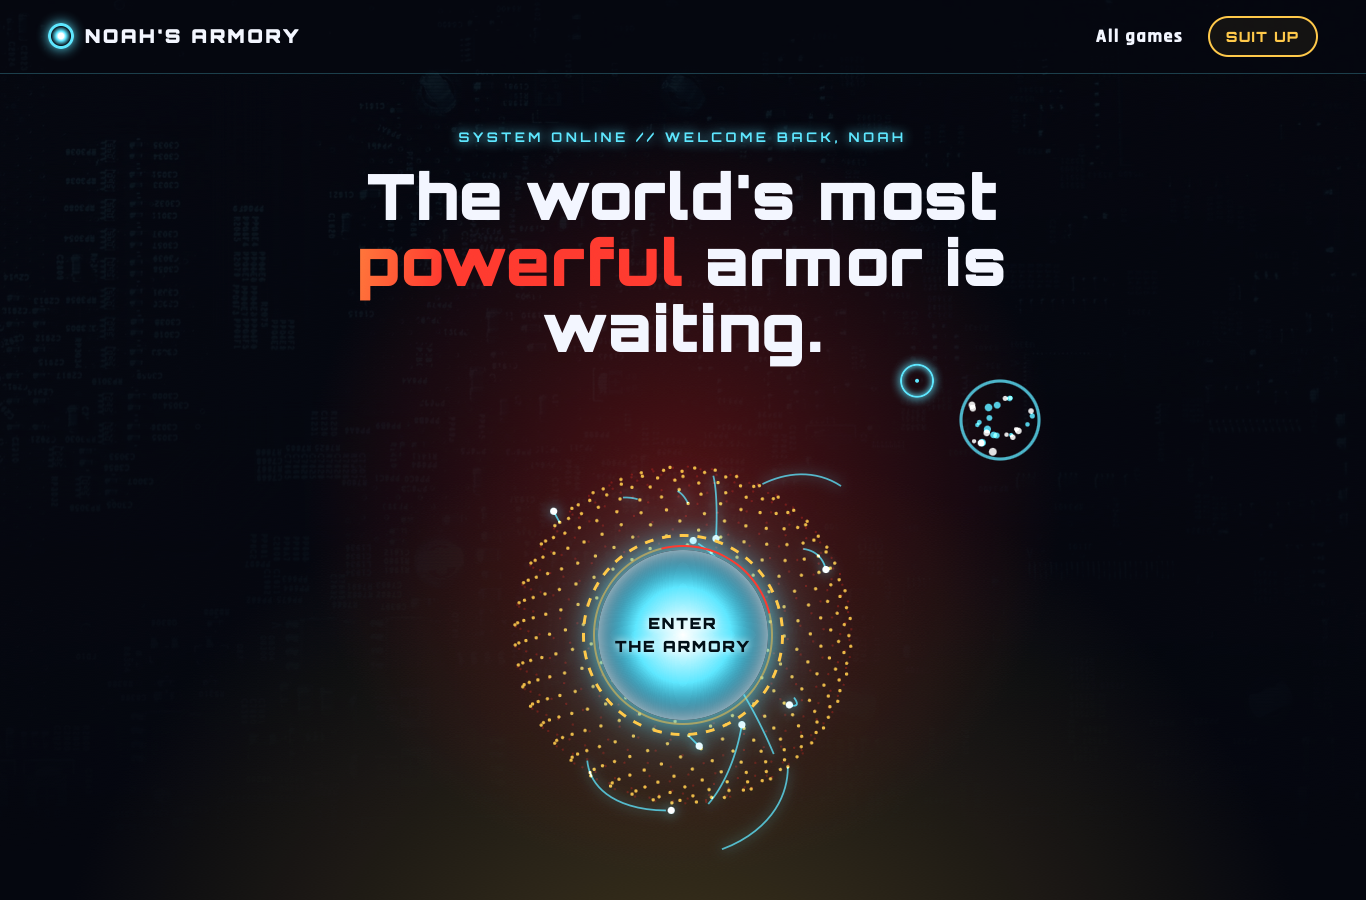 NOAH'S ARMORY
All games
SUIT UP
SYSTEM ONLINE // WELCOME BACK, NOAH
The world's most
powerful armor is
waiting.
ENTER
THE ARMORY